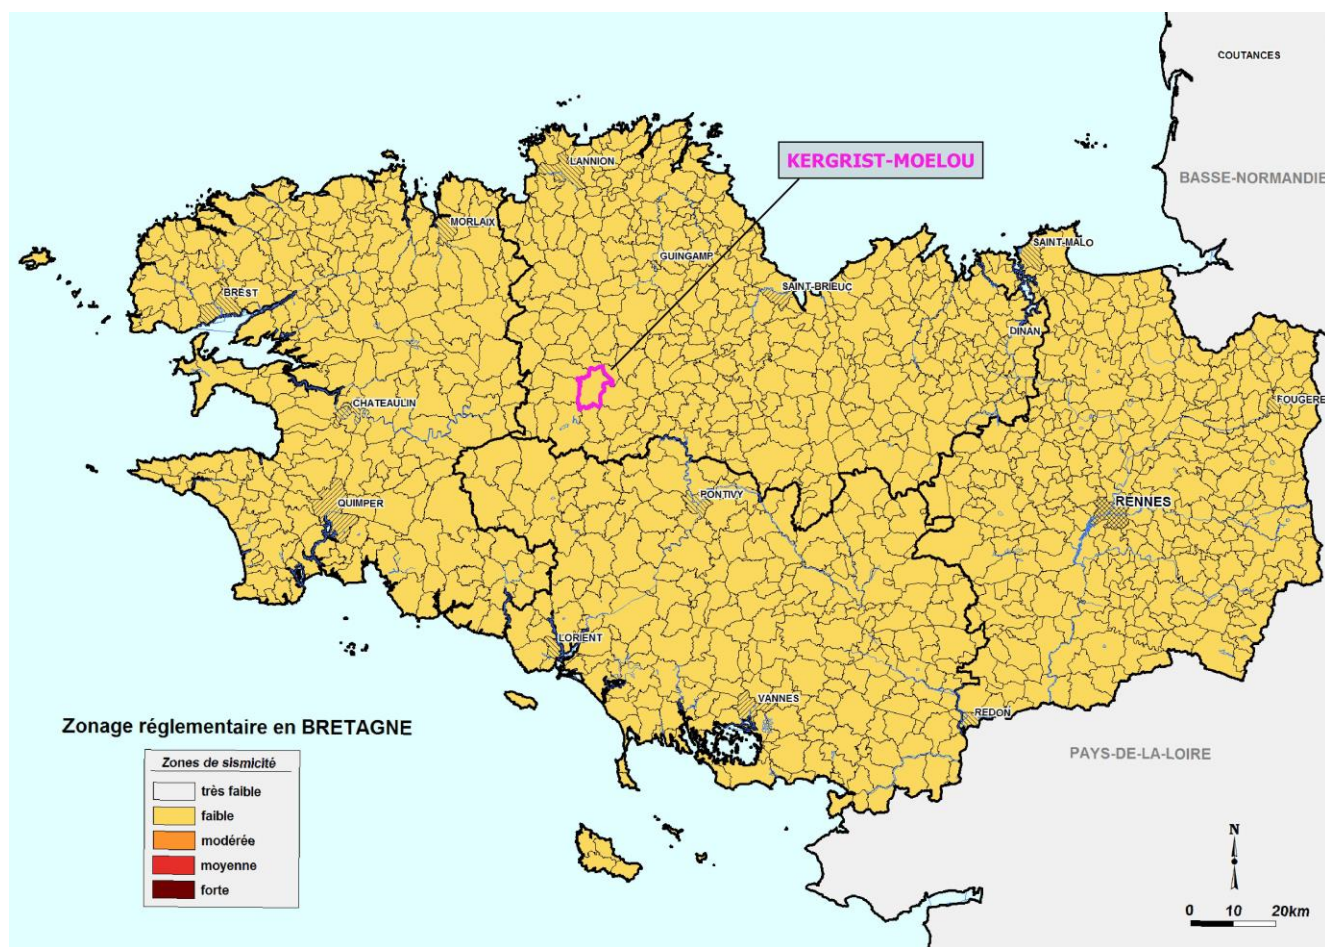 COUTANCES
KERGRIST-MOELOU
LANNION
BASSE-NORMANDIE
MORLAIX
SAINT-MALO
GUINGAMP
SAINT-BRIEUC
BREST
DINAN
CHATEAULIN
FOUGERE
PONTIVY
RENNES
QUIMPER
LORIENT
VANNES
REDON
Zonage réglementaire en BRETAGNE
PAYS-DE-LA-LOIRE
Zones de sismicité
très faible
faible
modérée
moyenne
forte
N
0 10 20km